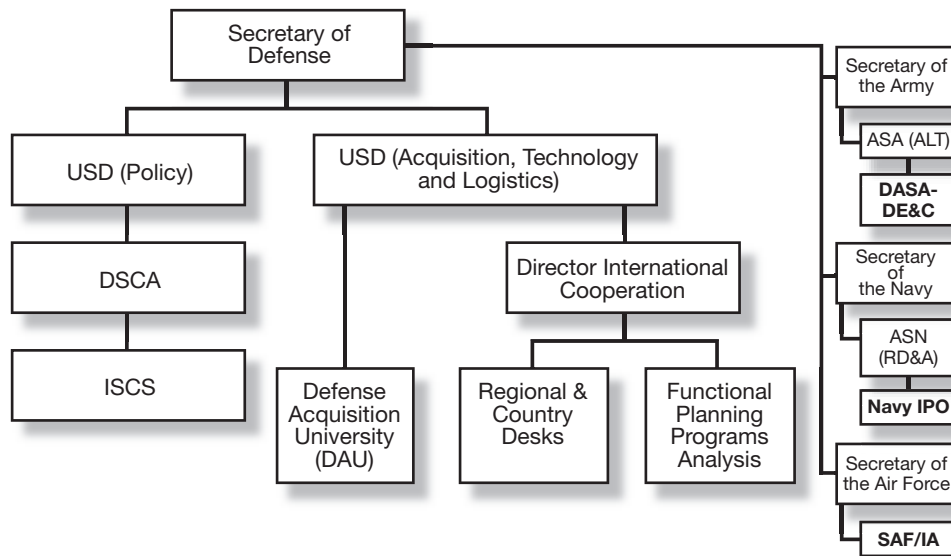 Secretary of
Defense
USD (Policy)
DSCA
ISCS
USD (Acquisition, Technology
and Logistics)
Defense
Acquisition
University
(DAU)
Director International
Cooperation
Regional &
Country
Desks
Functional
Planning
Programs
Analysis
Secretary of
the Army
ASA (ALT)
DASA-
DE&C
Secretary
of
the Navy
ASN
(RD&A)
Navy IPO
Secretary of
the Air Force
SAF/IA